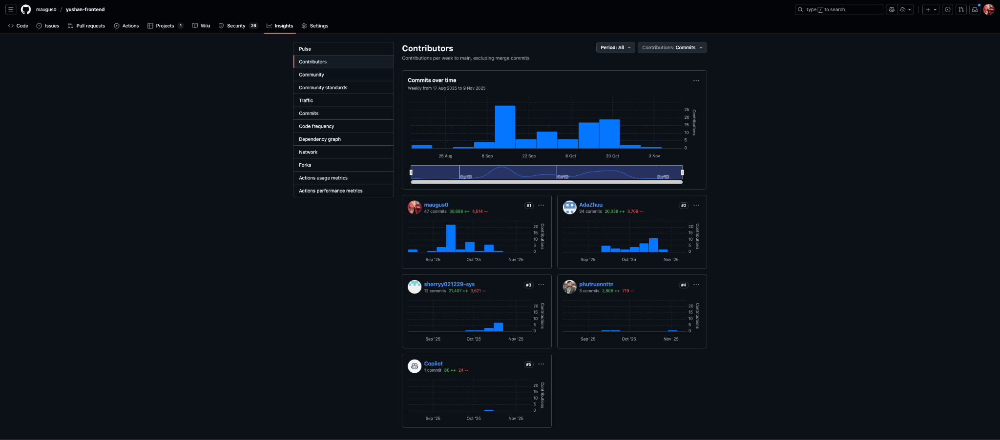 maugus0 / yushan-frontend
Type / to search
Code Issues Pull requests Actions Projects 1 Wiki Security 26 Insights Settings
Pulse
Contributors
Community
Community standards
Traffic
Commits
Code frequency
Dependency graph
Network
Forks
Actions usage metrics
Actions performance metrics
Contributors
Period: All
Contributions: Commits
Contributions per week to main, excluding merge commits
Commits over time
Weekly from 17 Aug 2025 to 9 Nov 2025
25
20
15
10
5
0
Contributions
25 Aug 8 Sep 22 Sep 6 Oct 20 Oct 3 Nov
Sep '25 Oct '25 Nov '25
maugus0 #1
47 commits 30,688 ++ 4,514 --
20
15
10
5
0
Contributions
Sep '25 Oct '25 Nov '25
AdaZhuu #2
34 commits 20,038 ++ 3,709 --
20
15
10
5
0
Contributions
Sep '25 Oct '25 Nov '25
sherryy021229-sys #3
12 commits 21,407 ++ 3,621 --
20
15
10
5
0
Contributions
Sep '25 Oct '25 Nov '25
phutruonnttn #4
3 commits 2,808 ++ 719 --
20
15
10
5
0
Contributions
Sep '25 Oct '25 Nov '25
Copilot #5
1 commit 80 ++ 24 --
20
15
10
5
0
Contributions
Sep '25 Oct '25 Nov '25